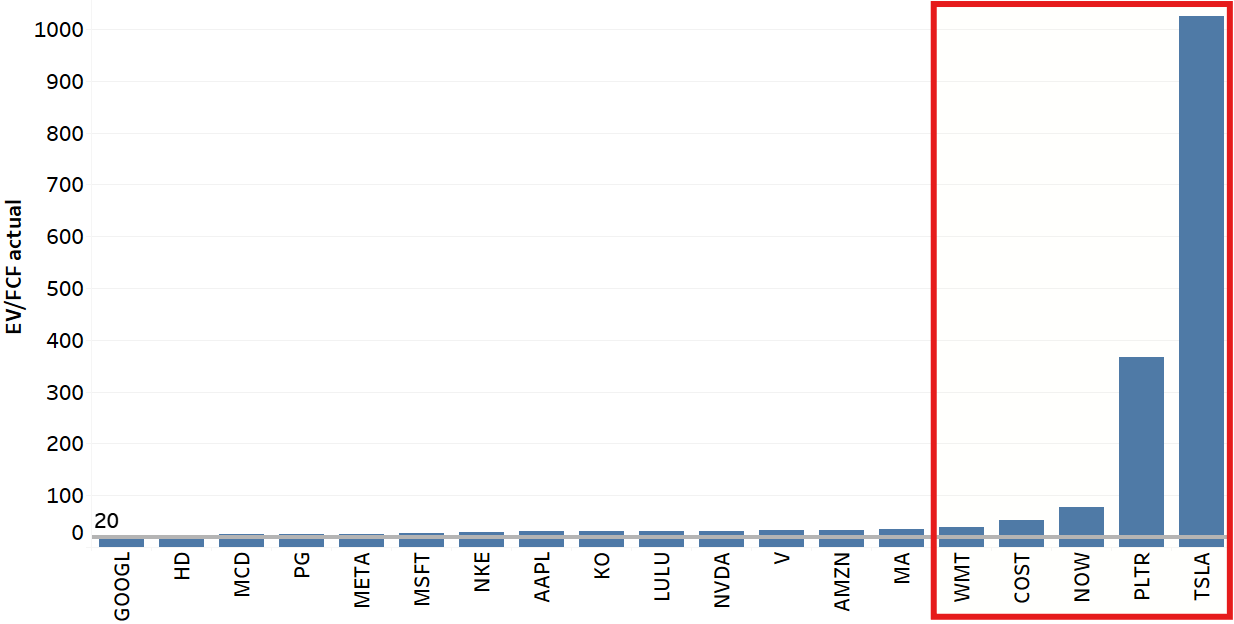 EV/FCF actual
1000
900
800
700
600
500
400
300
200
100
0
20
GOOGL
HD
MCD
PG
META
MSFT
NKE
AAPL
KO
LULU
NVDA
V
AMZN
MA
WMT
COST
NOW
PLTR
TSLA